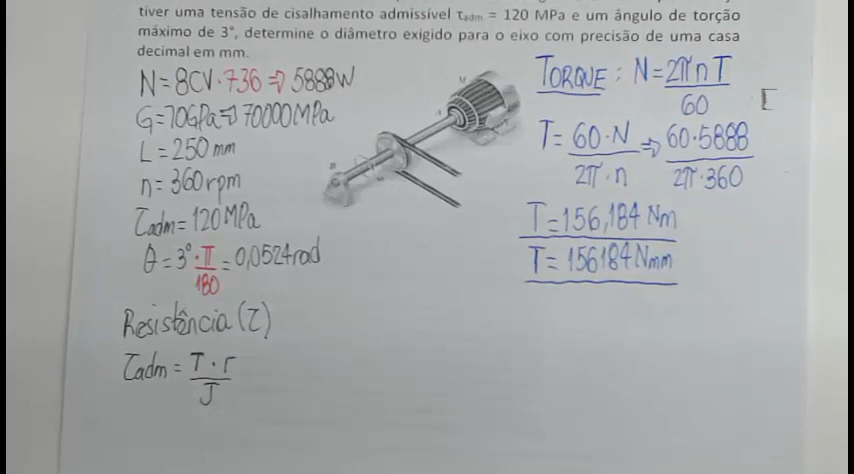 tiver uma tensão de cisalhamento admissível τadm = 120 MPa e um ângulo de torção
máximo de 3°, determine o diâmetro exigido para o eixo com precisão de uma casa
decimal em mm.
N = 8CV · 736 ⇒ 5888W
G = 70GPa ⇒ 70000MPa
L = 250 mm
n = 360 rpm
τadm = 120 MPa
θ = 3° · π/180 = 0,0524 rad
Resistência (τ)
τadm = T · r / J
TORQUE : N = 2πnT / 60
T = 60 · N / 2π · n ⇒ 60 · 5888 / 2π · 360
T = 156,184 Nm
T = 156184 Nmm